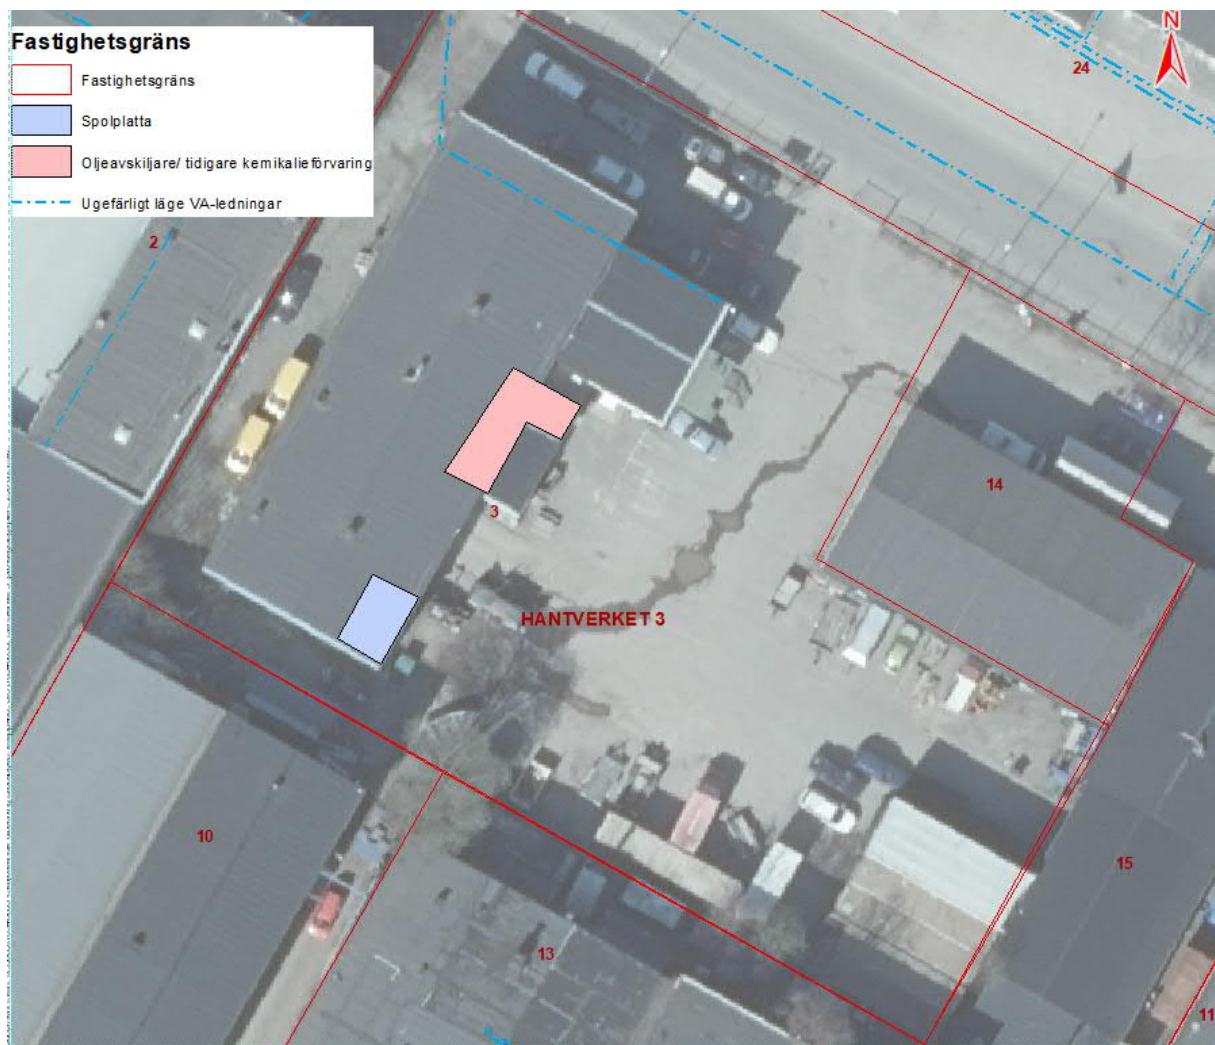 Fastighetsgräns
Fastighetsgräns
Spolplatta
Oljeavskiljare/ tidigare kemikalieförvaring
Ugefärligt läge VA-ledningar
N
24
2
14
3
HANTVERKET 3
10
15
13
11